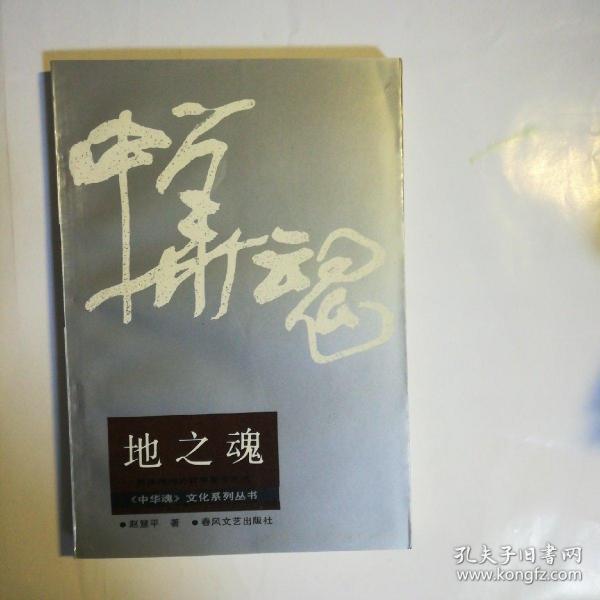 中华魂
地之魂
《中华魂》文化系列丛书
●赵慧平 著 ●春风文艺出版社
孔夫子旧书网
www.kongfz.com